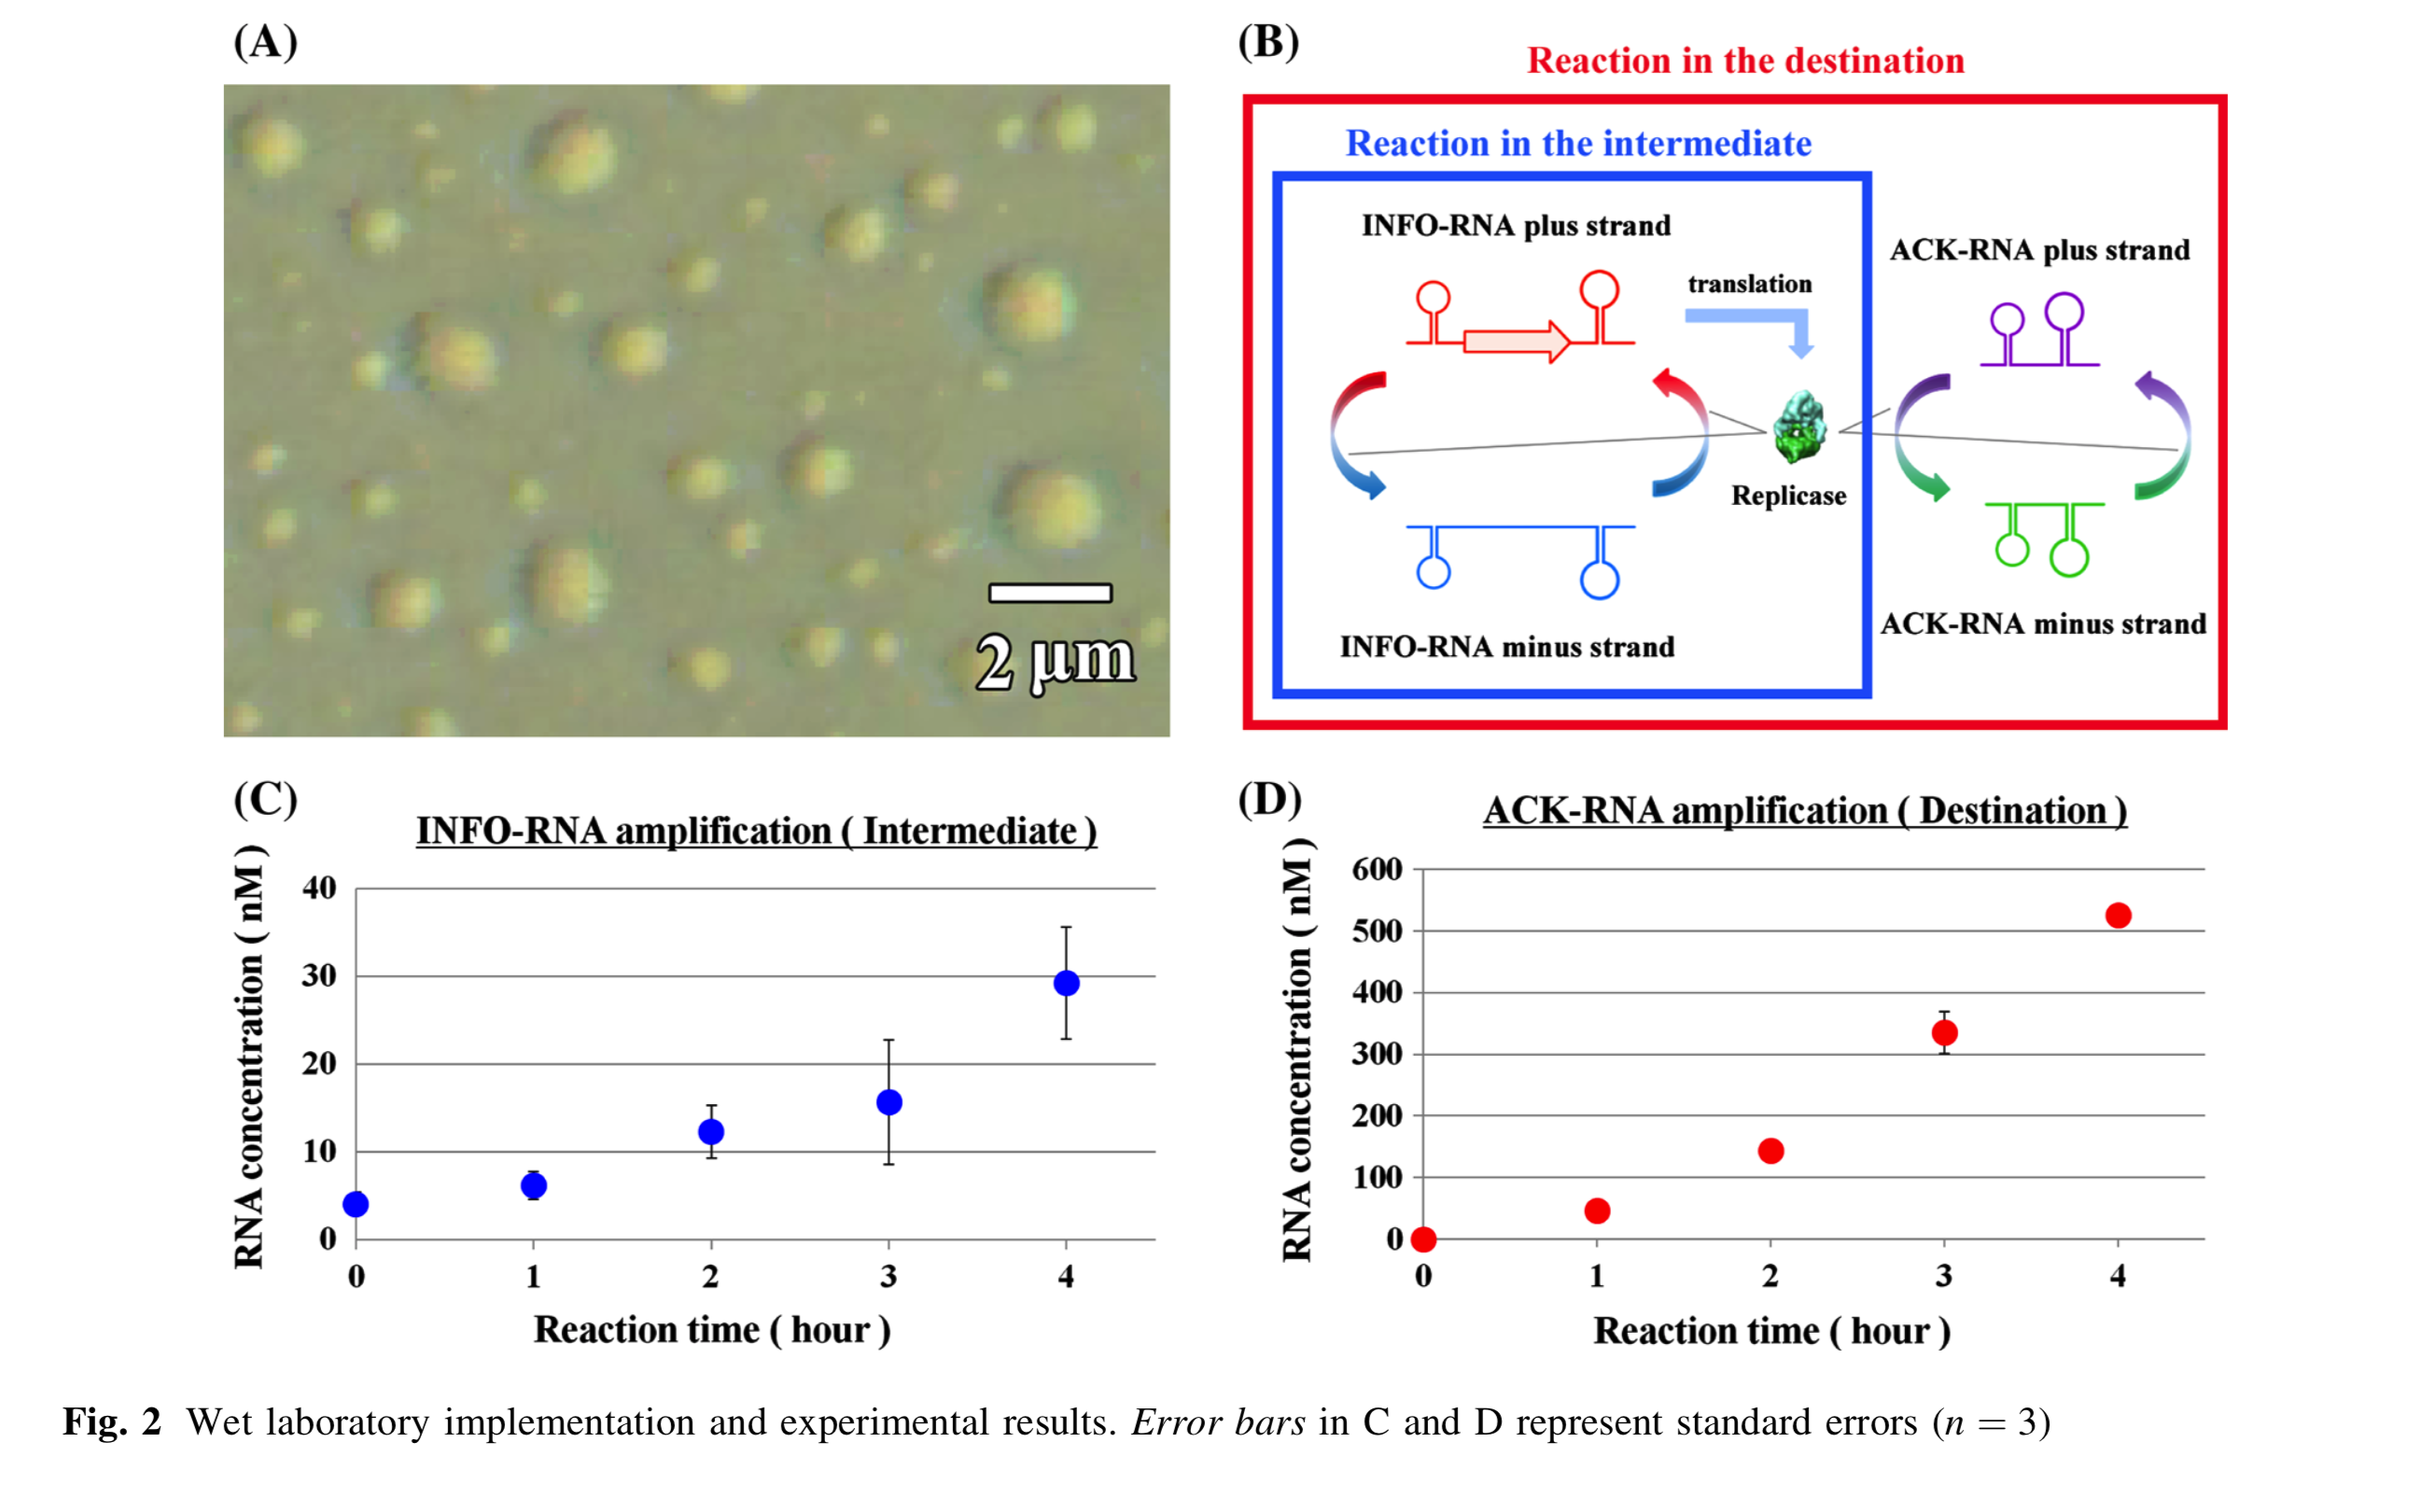 (A)
2 µm
(B)
Reaction in the destination
Reaction in the intermediate
INFO-RNA plus strand
translation
ACK-RNA plus strand
Replicase
INFO-RNA minus strand
ACK-RNA minus strand
(C)
INFO-RNA amplification ( Intermediate )
RNA concentration ( nM )
40
30
20
10
0
0 1 2 3 4
Reaction time ( hour )
(D)
ACK-RNA amplification ( Destination )
RNA concentration ( nM )
600
500
400
300
200
100
0
0 1 2 3 4
Reaction time ( hour )
Fig. 2 Wet laboratory implementation and experimental results. Error bars in C and D represent standard errors (n = 3)